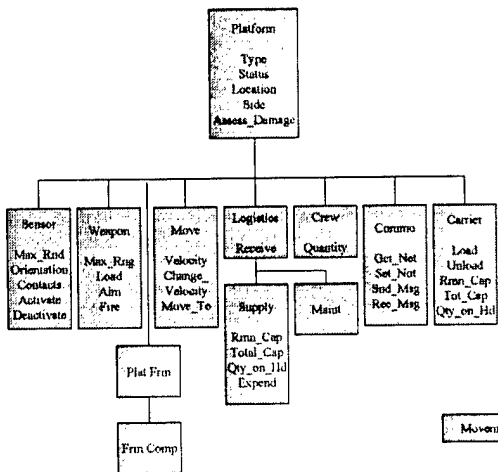 Platform
Type
Status
Location
Side
Assess_Damage
Sensor
Max_Rnd
Orientation
Contacts
Activate
Deactivate
Weapon
Max_Rng
Load
Aim
Fire
Move
Velocity
Change_
Velocity
Move_To
Logistics
Receive
Crew
Quantity
Commo
Get_Net
Set_Net
Snd_Msg
Rec_Msg
Carrier
Load
Unload
Rmn_Cap
Tot_Cap
Qty_on_Hd
Supply
Rmn_Cap
Total_Cap
Qty_on_Hd
Expend
Maint
Plat Frm
Frm Comp